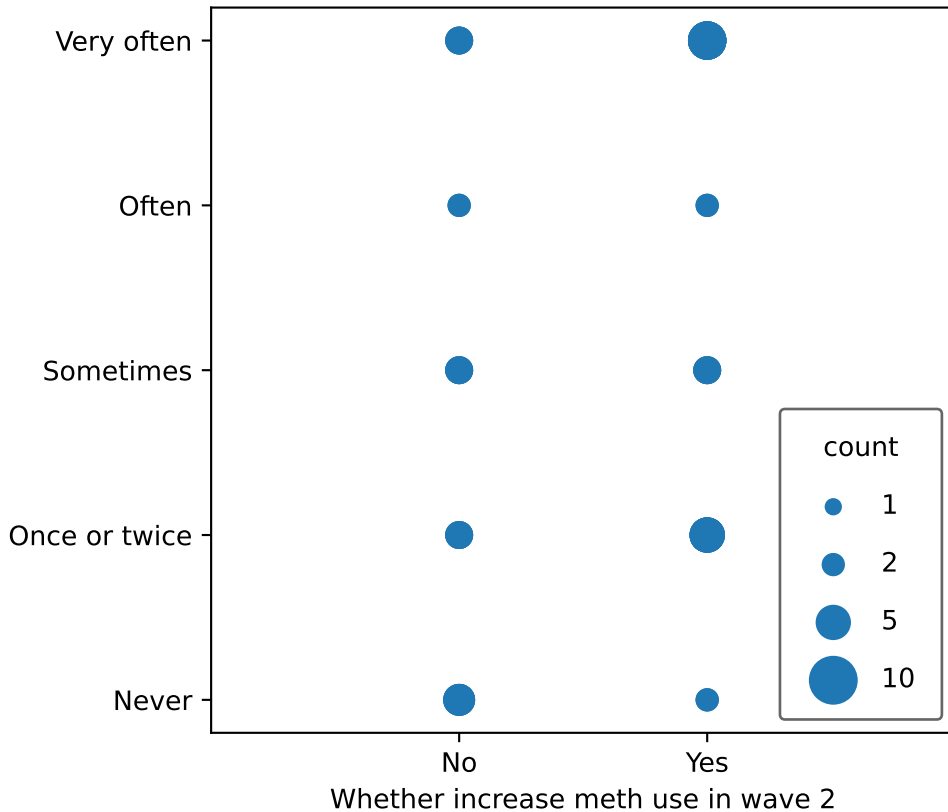 Very often
Often
Sometimes
Once or twice
Never
count
1
2
5
10
No
Yes
Whether increase meth use in wave 2